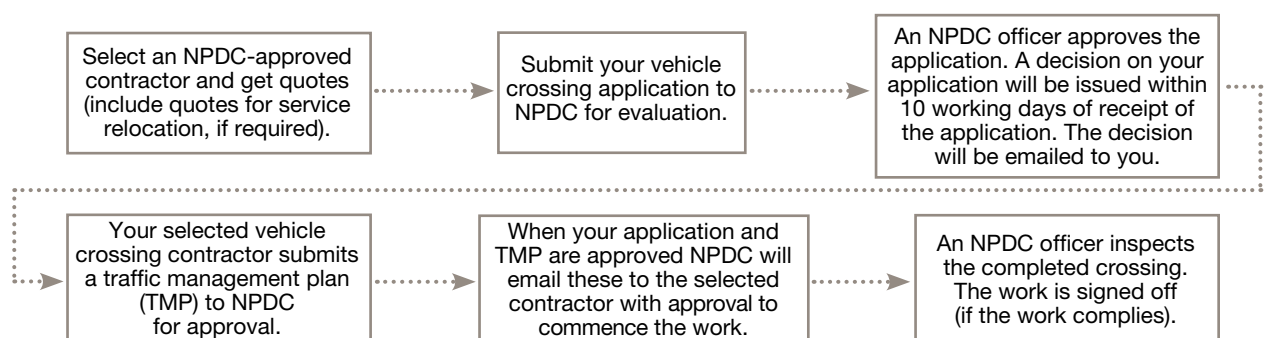 Select an NPDC-approved
contractor and get quotes
(include quotes for service
relocation, if required).
Submit your vehicle
crossing application to
NPDC for evaluation.
An NPDC officer approves the
application. A decision on your
application will be issued within
10 working days of receipt of
the application. The decision
will be emailed to you.
Your selected vehicle
crossing contractor submits
a traffic management plan
(TMP) to NPDC
for approval.
When your application and
TMP are approved NPDC will
email these to the selected
contractor with approval to
commence the work.
An NPDC officer inspects
the completed crossing.
The work is signed off
(if the work complies).